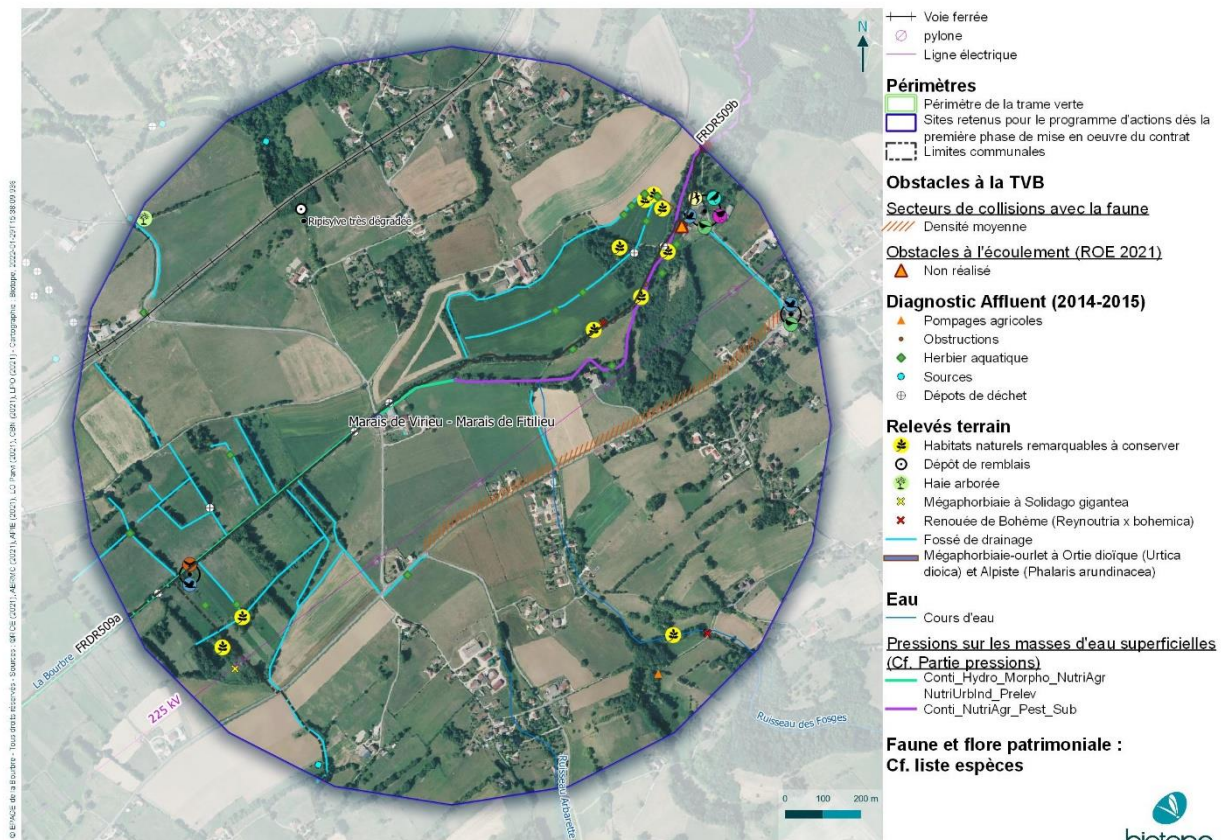 N
FRDR509b
Ripisylve très dégradée
Marais de Virieu - Marais de Fitilieu
FRDR509a
La Bourbre
225 kV
Ruisseau des Fosges
Ruisseau Arbarette
0 100 200 m
Voie ferrée
pylone
Ligne électrique
Périmètres
Périmètre de la trame verte
Sites retenus pour le programme d'actions dès la
première phase de mise en oeuvre du contrat
Limites communales
Obstacles à la TVB
Secteurs de collisions avec la faune
Densité moyenne
Obstacles à l'écoulement (ROE 2021)
Non réalisé
Diagnostic Affluent (2014-2015)
Pompages agricoles
Obstructions
Herbier aquatique
Sources
Dépots de déchet
Relevés terrain
Habitats naturels remarquables à conserver
Dépôt de remblais
Haie arborée
Mégaphorbiaie à Solidago gigantea
Renouée de Bohême (Reynoutria x bohemica)
Fossé de drainage
Mégaphorbiaie-ourlet à Ortie dioïque (Urtica
dioica) et Alpiste (Phalaris arundinacea)
Eau
Cours d'eau
Pressions sur les masses d'eau superficielles
(Cf. Partie pressions)
Conti_Hydro_Morpho_NutriAgr
NutriUrbInd_Prelev
Conti_NutriAgr_Pest_Sub
Faune et flore patrimoniale :
Cf. liste espèces
biotope